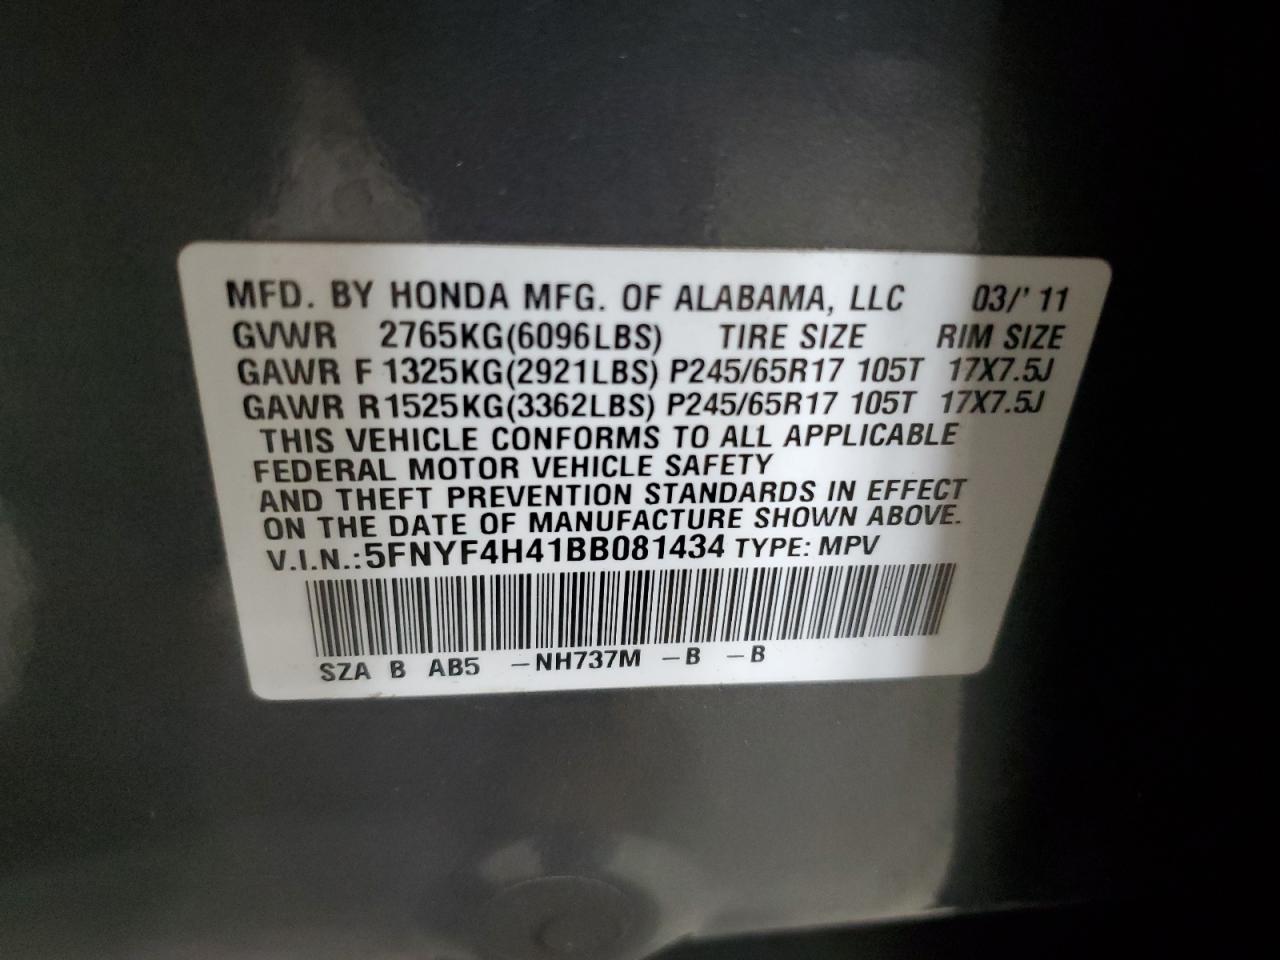 MFD. BY HONDA MFG. OF ALABAMA, LLC 03/' 11
GVWR 2765KG(6096LBS) TIRE SIZE RIM SIZE
GAWR F 1325KG(2921LBS) P245/65R17 105T 17X7.5J
GAWR R1525KG(3362LBS) P245/65R17 105T 17X7.5J
THIS VEHICLE CONFORMS TO ALL APPLICABLE
FEDERAL MOTOR VEHICLE SAFETY
AND THEFT PREVENTION STANDARDS IN EFFECT
ON THE DATE OF MANUFACTURE SHOWN ABOVE.
V.I.N.:5FNYF4H41BB081434 TYPE: MPV
SZA B AB5 -NH737M -B -B